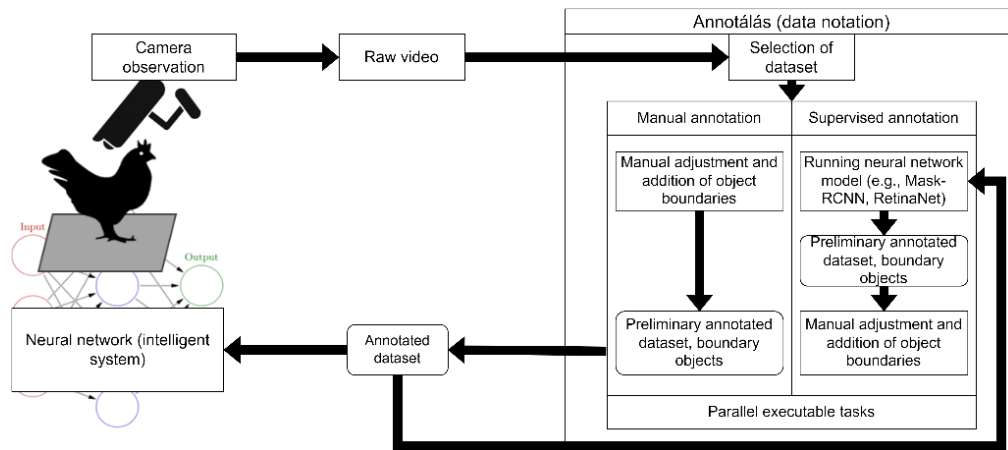 Annotálás (data notation)
Camera
observation
Raw video
Selection of
dataset
Manual annotation
Supervised annotation
Manual adjustment and
addition of object
boundaries
Running neural network
model (e.g., Mask-
RCNN, RetinaNet)
Input
Output
Preliminary annotated
dataset, boundary
objects
Neural network (intelligent
system)
Annotated
dataset
Preliminary annotated
dataset, boundary
objects
Manual adjustment and
addition of object
boundaries
Parallel executable tasks